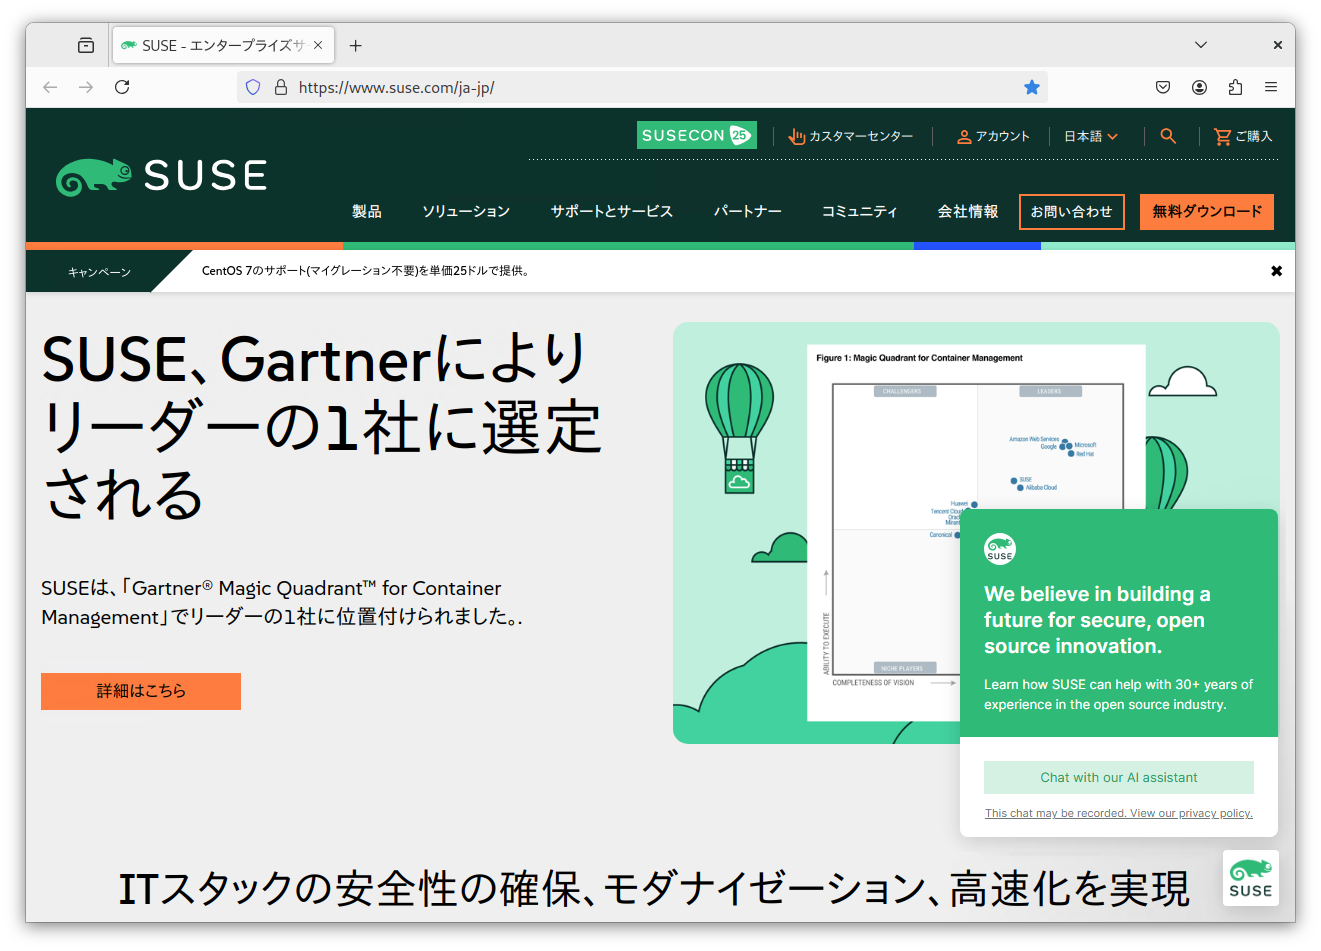 SUSE - エンタープライズサ
https://www.suse.com/ja-jp/
SUSECON 25
カスタマーセンター
アカウント
日本語
ご購入
SUSE
製品
ソリューション
サポートとサービス
パートナー
コミュニティ
会社情報
お問い合わせ
無料ダウンロード
キャンペーン
CentOS 7のサポート(マイグレーション不要)を単価25ドルで提供。
SUSE、Gartnerにより
リーダーの1社に選定
される
SUSEは、「Gartner® Magic Quadrant™ for Container
Management」でリーダーの1社に位置付けられました。.
詳細はこちら
Figure 1: Magic Quadrant for Container Management
CHALLENGERS
LEADERS
Amazon Web Services
Google
Microsoft
Red Hat
SUSE
Alibaba Cloud
Huawei
Tencent Cloud
Canonical
ABILITY TO EXECUTE
NICHE PLAYERS
COMPLETENESS OF VISION
SUSE
We believe in building a
future for secure, open
source innovation.
Learn how SUSE can help with 30+ years of
experience in the open source industry.
Chat with our AI assistant
This chat may be recorded. View our privacy policy.
ITスタックの安全性の確保、モダナイゼーション、高速化を実現
SUSE